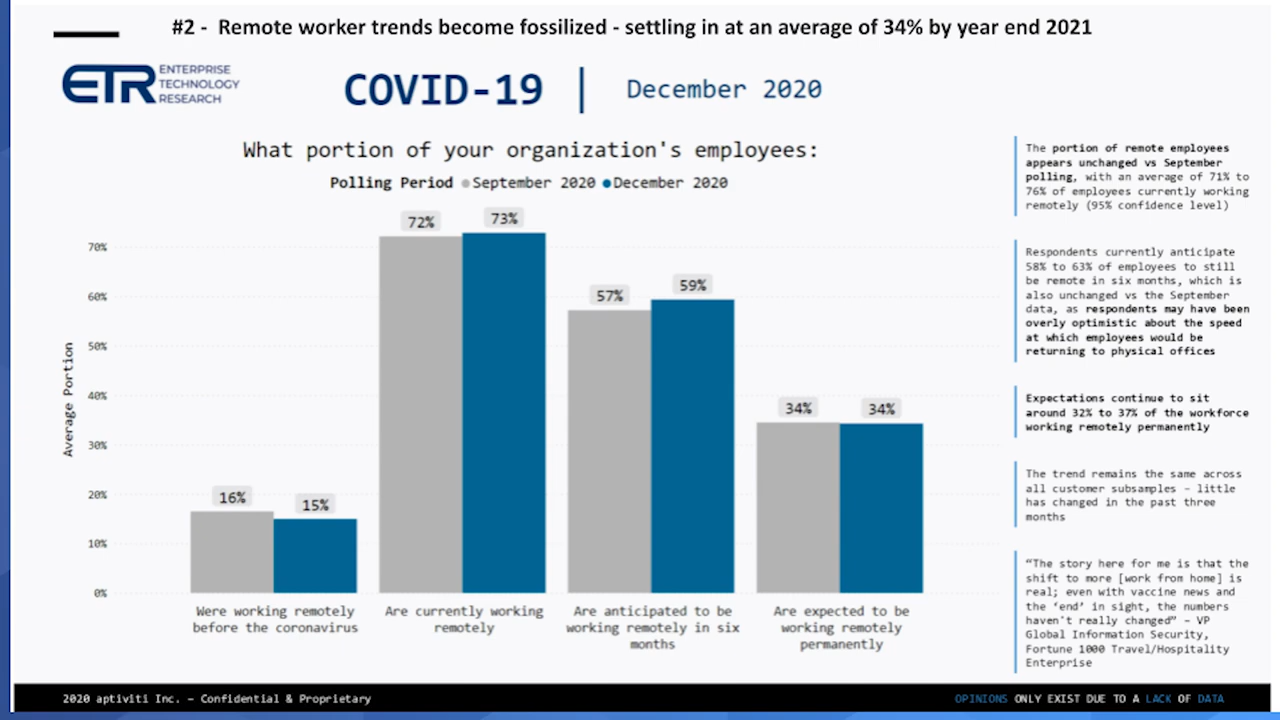 #2 - Remote worker trends become fossilized - settling in at an average of 34% by year end 2021
ETR ENTERPRISE
TECHNOLOGY
RESEARCH
COVID-19 | December 2020
What portion of your organization's employees:
Polling Period September 2020 December 2020
Average Portion
70%
60%
50%
40%
30%
20%
10%
0%
16%
15%
72%
73%
57%
59%
34%
34%
Were working remotely
before the coronavirus
Are currently working
remotely
Are anticipated to be
working remotely in six
months
Are expected to be
working remotely
permanently
The portion of remote employees
appears unchanged vs September
polling, with an average of 71% to
76% of employees currently working
remotely (95% confidence level)
Respondents currently anticipate
58% to 63% of employees to still
be remote in six months, which is
also unchanged vs the September
data, as respondents may have been
overly optimistic about the speed
at which employees would be
returning to physical offices
Expectations continue to sit
around 32% to 37% of the workforce
working remotely permanently
The trend remains the same across
all customer subsamples – little
has changed in the past three
months
“The story here for me is that the
shift to more [work from home] is
real; even with vaccine news and
the ‘end’ in sight, the numbers
haven't really changed” – VP
Global Information Security,
Fortune 1000 Travel/Hospitality
Enterprise
2020 aptiviti Inc. – Confidential & Proprietary
OPINIONS ONLY EXIST DUE TO A LACK OF DATA